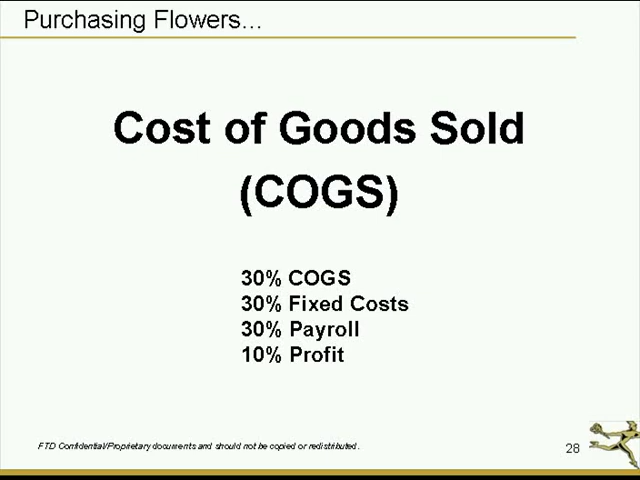 Purchasing Flowers...
Cost of Goods Sold
(COGS)
30% COGS
30% Fixed Costs
30% Payroll
10% Profit
FTD Confidential/Proprietary documents and should not be copied or redistributed.
28